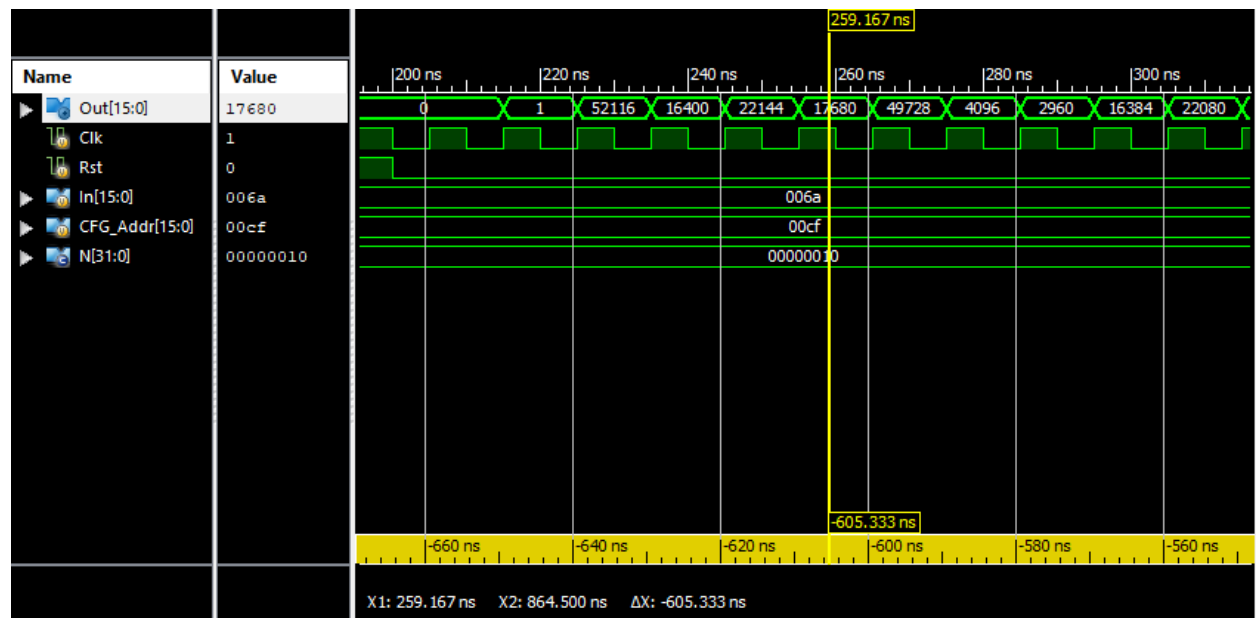 259.167 ns
Name Value 200 ns 220 ns 240 ns 260 ns 280 ns 300 ns
Out[15:0] 17680 0 1 52116 16400 22144 17680 49728 4096 2960 16384 22080
Clk 1
Rst 0
In[15:0] 006a 006a
CFG_Addr[15:0] 00cf 00cf
N[31:0] 00000010 00000010
-605.333 ns
-660 ns -640 ns -620 ns -600 ns -580 ns -560 ns
X1: 259.167 ns X2: 864.500 ns ΔX: -605.333 ns